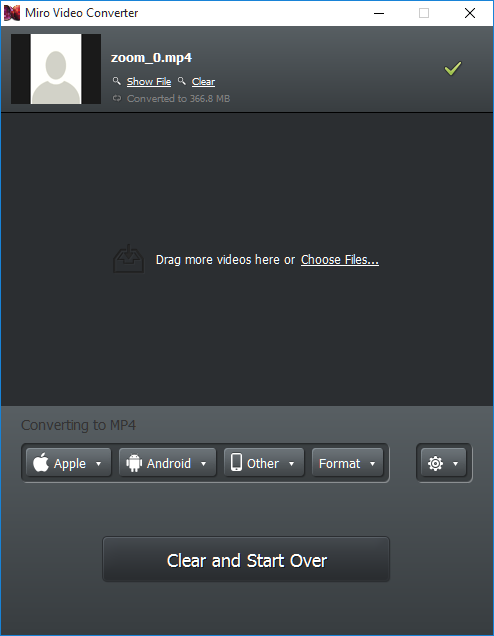 Miro Video Converter
zoom_0.mp4
Show File Clear
Converted to 366.8 MB
Drag more videos here or Choose Files...
Converting to MP4
Apple Android Other Format
Clear and Start Over